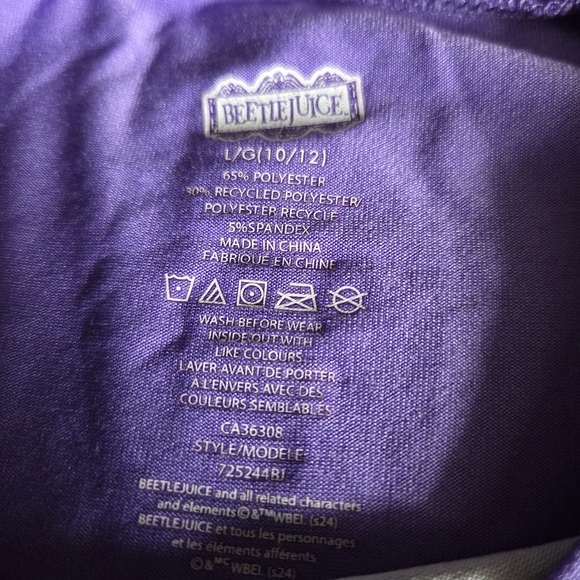 BEETLEJUICE
L/G(10/12)
65% POLYESTER
30% RECYCLED POLYESTER/
POLYESTER RECYCLE
5%SPANDEX
MADE IN CHINA
FABRIQUE EN CHINE
WASH BEFORE WEAR
INSIDE OUT WITH
LIKE COLOURS
LAVER AVANT DE PORTER
A L'ENVERS AVEC DES
COULEURS SEMBLABLES
CA36308
STYLE/MODELE
725244BJ
BEETLEJUICE and all related characters
and elements©&™WBEI. (s24)
BEETLEJUICE et tous les personnages
et les éléments afférents
©&ᴹᶜ WBEI. (s24)